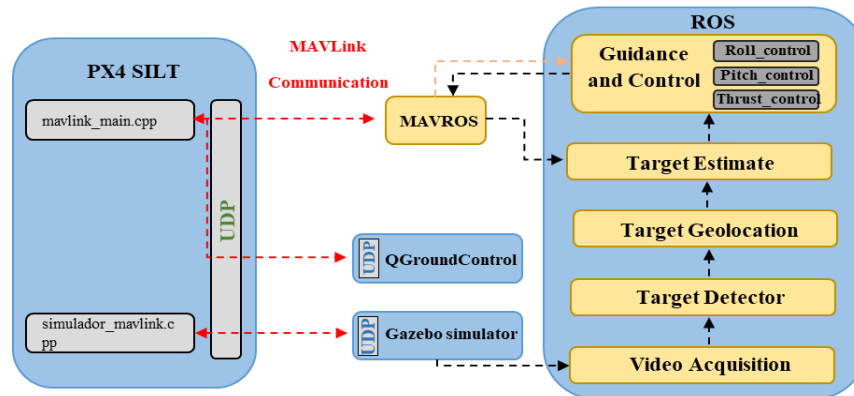 ROS
MAVLink
Communication
PX4 SILT
Guidance
and Control
Roll_control
Pitch_control
Thrust_control
mavlink_main.cpp
MAVROS
Target Estimate
UDP
Target Geolocation
UDP
QGroundControl
Target Detector
simulador_mavlink.c
pp
UDP
Gazebo simulator
Video Acquisition